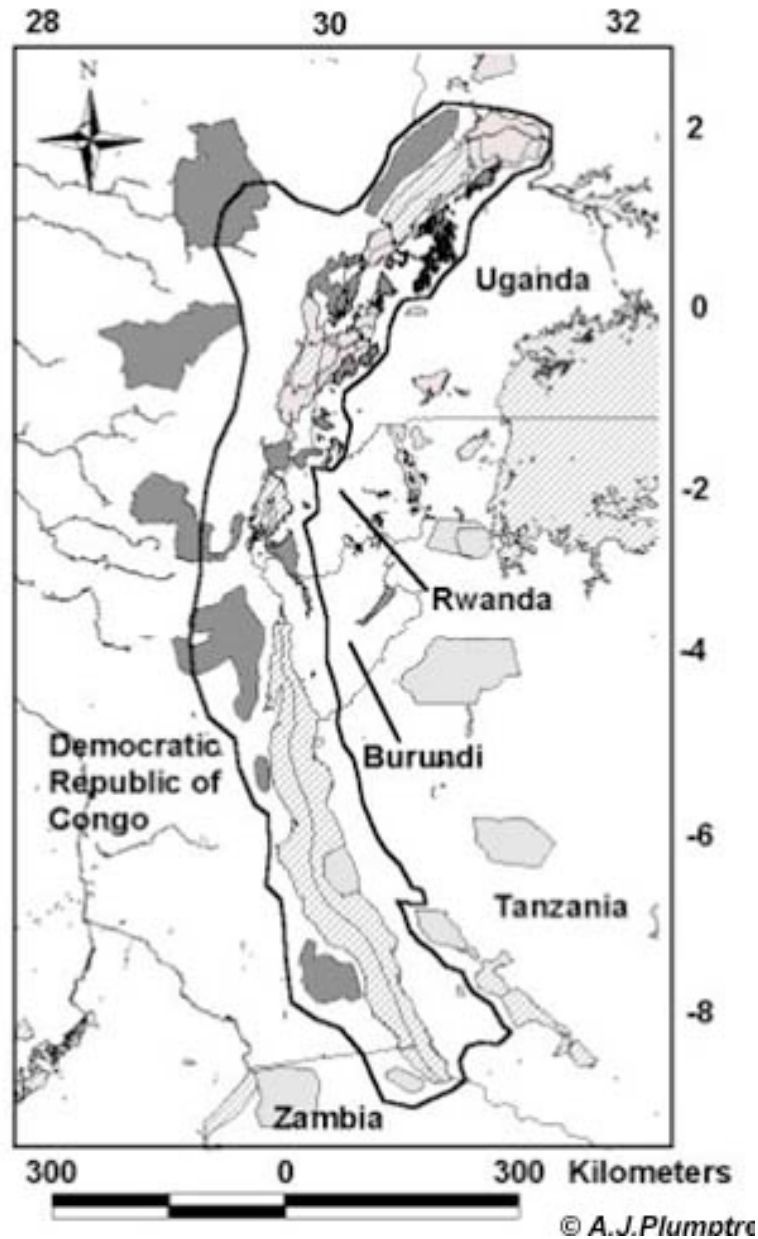 28 30 32
N
2
Uganda
0
-2
Rwanda
-4
Democratic
Republic of
Congo
Burundi
-6
Tanzania
-8
Zambia
300 0 300 Kilometers
© A.J.Plumptre